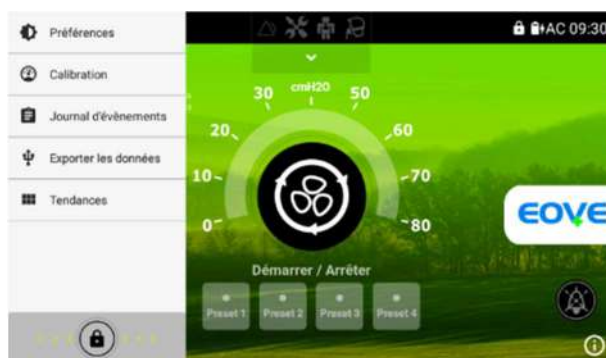 Préférences
Calibration
Journal d'évènements
Exporter les données
Tendances
AC 09:30
cmH2O
30
50
20
60
10
70
0
80
EOVE
Démarrer / Arrêter
Preset 1
Preset 2
Preset 3
Preset 4